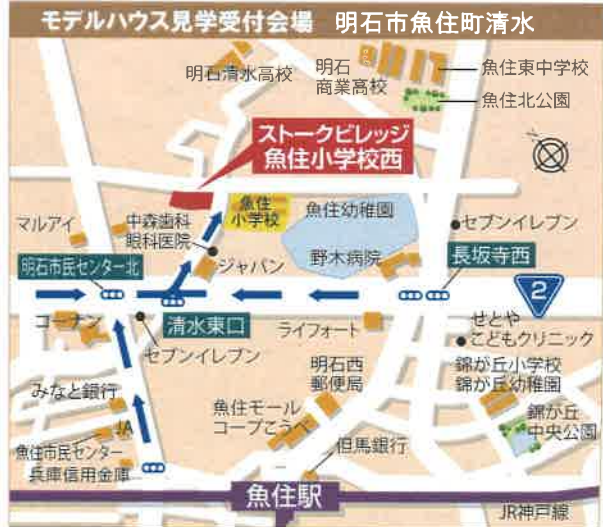 モデルハウス見学受付会場 明石市魚住町清水
明石清水高校
明石
商業高校
魚住東中学校
魚住北公園
ストークビレッジ
魚住小学校西
マルアイ
中森歯科
眼科医院
魚住
小学校
魚住幼稚園
セブンイレブン
明石市民センター北
ジャパン
野木病院
長坂寺西
2
コーナン
清水東口
セブンイレブン
ライフォート
せとや
こどもクリニック
みなと銀行
明石西
郵便局
錦が丘小学校
錦が丘幼稚園
JA
魚住市民センター
兵庫信用金庫
魚住モール
コープこうべ
但馬銀行
錦が丘
中央公園
魚住駅
JR神戸線